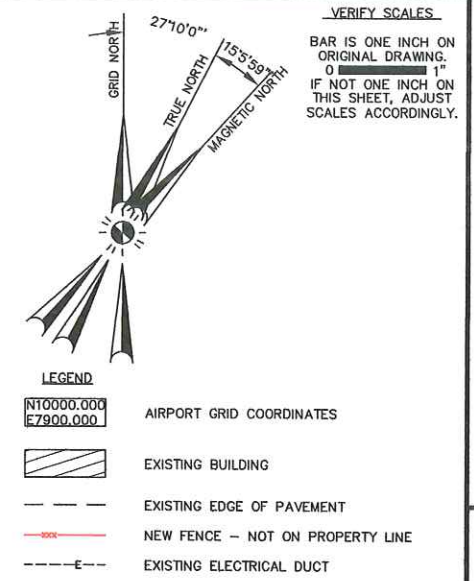 VERIFY SCALES
BAR IS ONE INCH ON
ORIGINAL DRAWING.
0 1"
IF NOT ONE INCH ON
THIS SHEET, ADJUST
SCALES ACCORDINGLY.
GRID NORTH
27°10'0"
TRUE NORTH
15°5'59"
MAGNETIC NORTH
LEGEND
N10000.000
E7900.000
AIRPORT GRID COORDINATES
EXISTING BUILDING
EXISTING EDGE OF PAVEMENT
XXX NEW FENCE – NOT ON PROPERTY LINE
E EXISTING ELECTRICAL DUCT